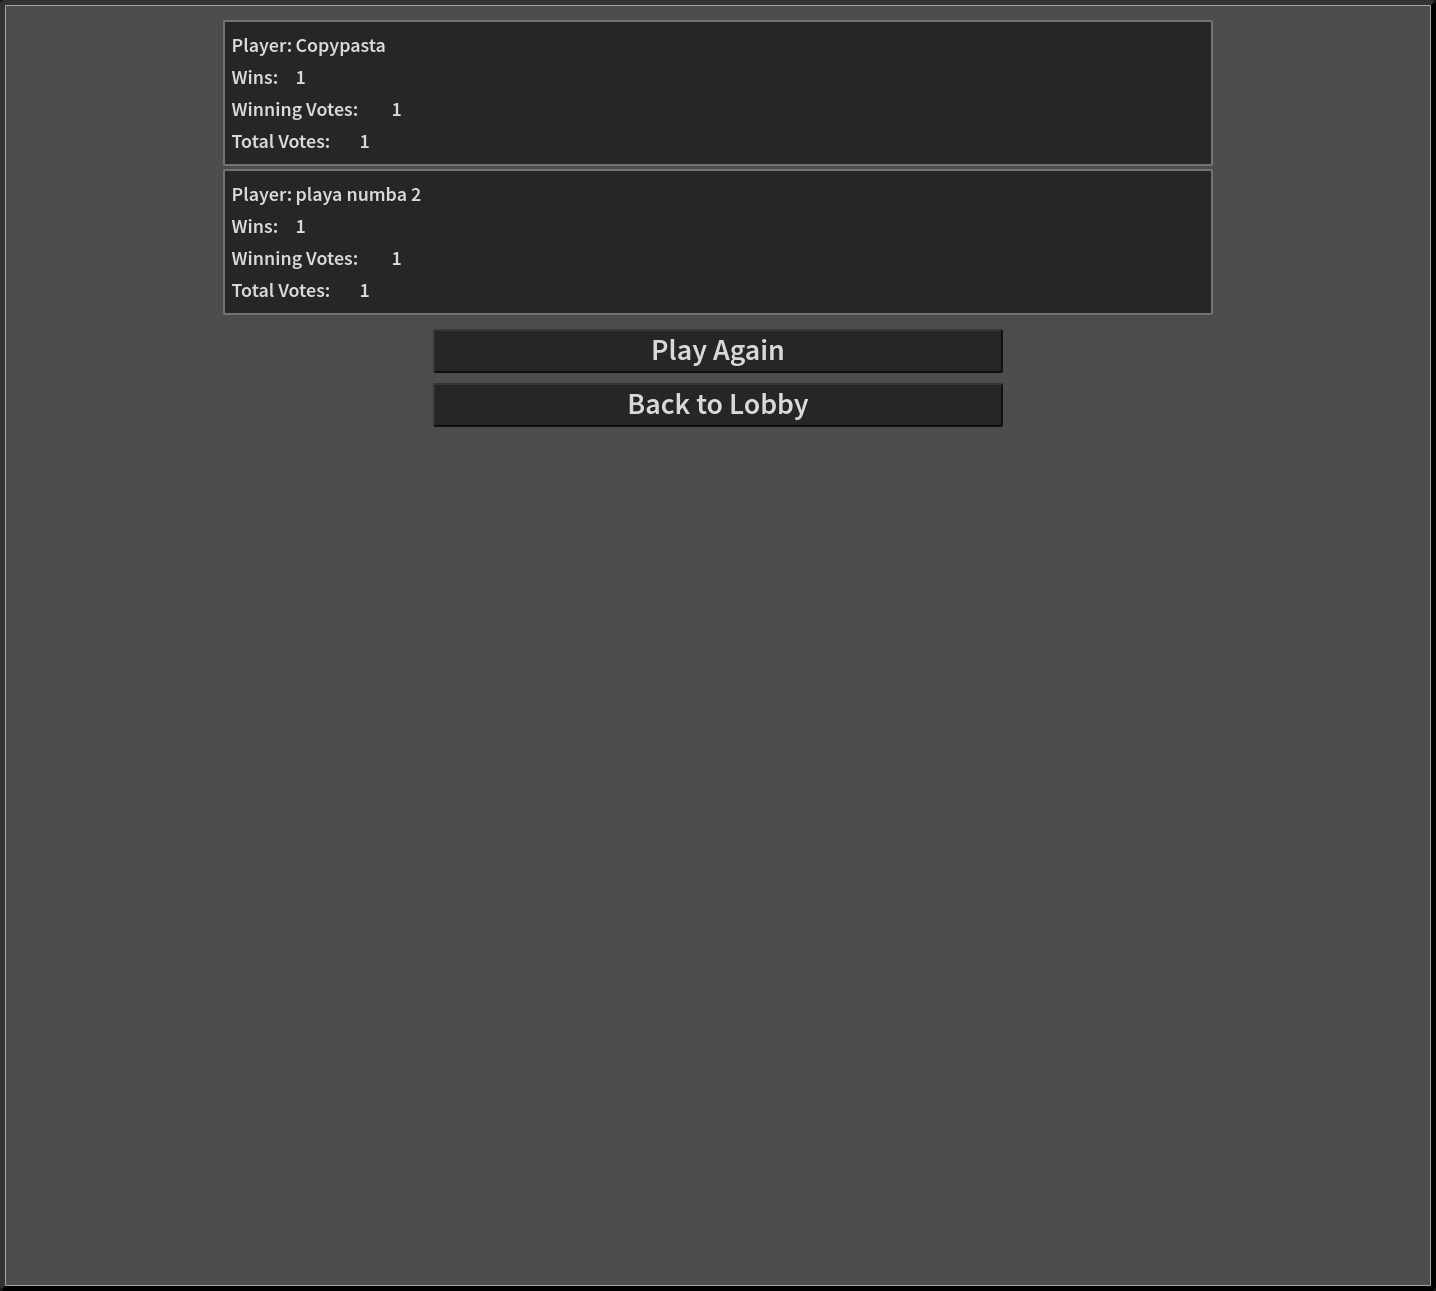 Player: Copypasta
Wins: 1
Winning Votes: 1
Total Votes: 1
Player: playa numba 2
Wins: 1
Winning Votes: 1
Total Votes: 1
Play Again
Back to Lobby